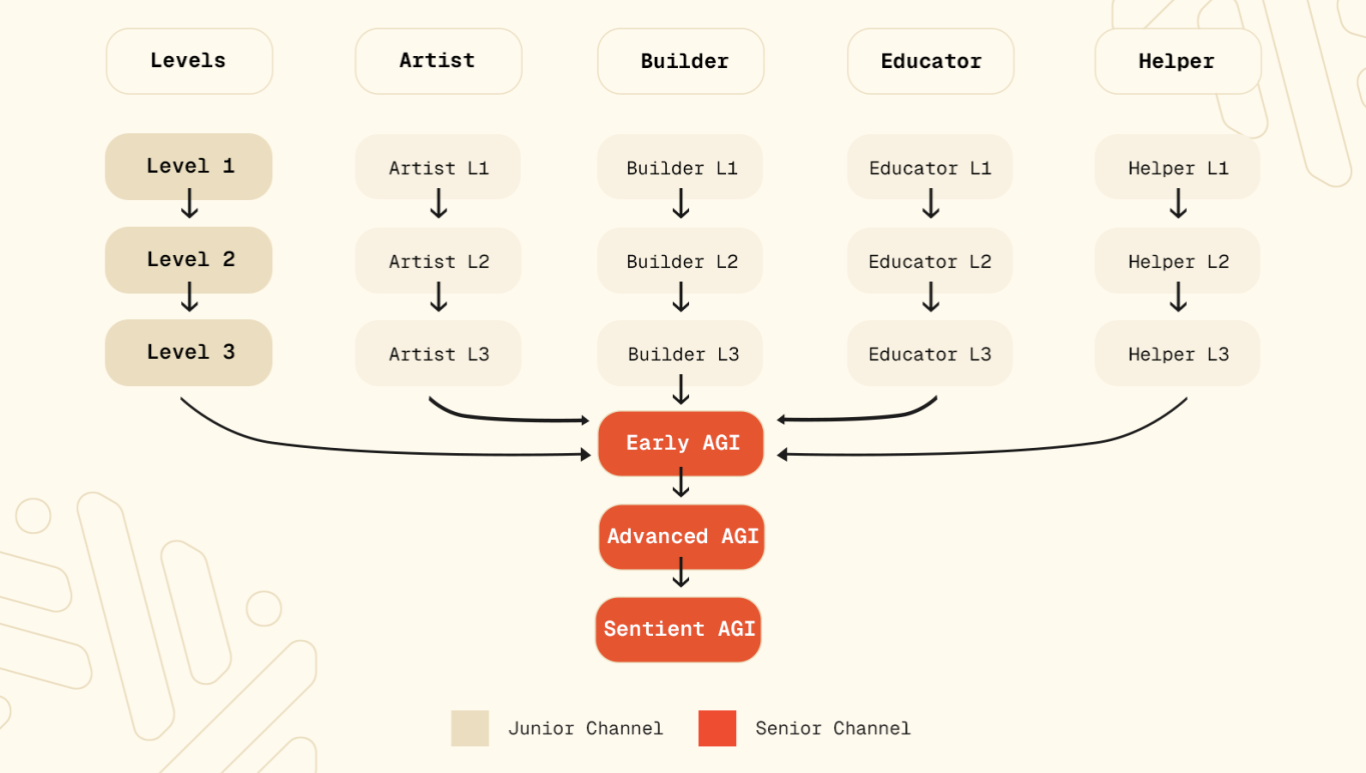 Levels
Artist
Builder
Educator
Helper
Level 1
Artist L1
Builder L1
Educator L1
Helper L1
Level 2
Artist L2
Builder L2
Educator L2
Helper L2
Level 3
Artist L3
Builder L3
Educator L3
Helper L3
Early AGI
Advanced AGI
Sentient AGI
Junior Channel
Senior Channel